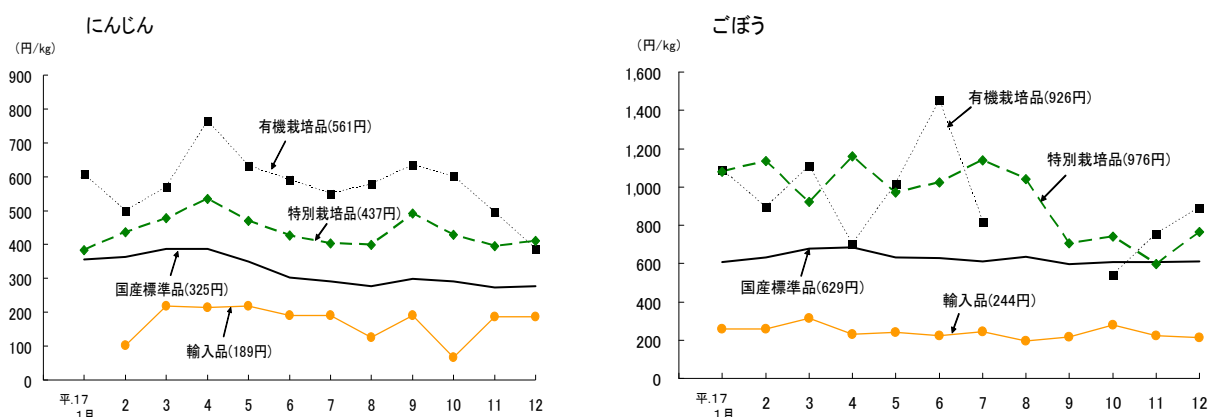 にんじん
(円/kg)
900
800
700
600
500
400
300
200
100
0
有機栽培品(561円)
特別栽培品(437円)
国産標準品(325円)
輸入品(189円)
平.17
1月
2
3
4
5
6
7
8
9
10
11
12
ごぼう
(円/kg)
1,600
1,400
1,200
1,000
800
600
400
200
0
有機栽培品(926円)
特別栽培品(976円)
国産標準品(629円)
輸入品(244円)
平.17
1月
2
3
4
5
6
7
8
9
10
11
12